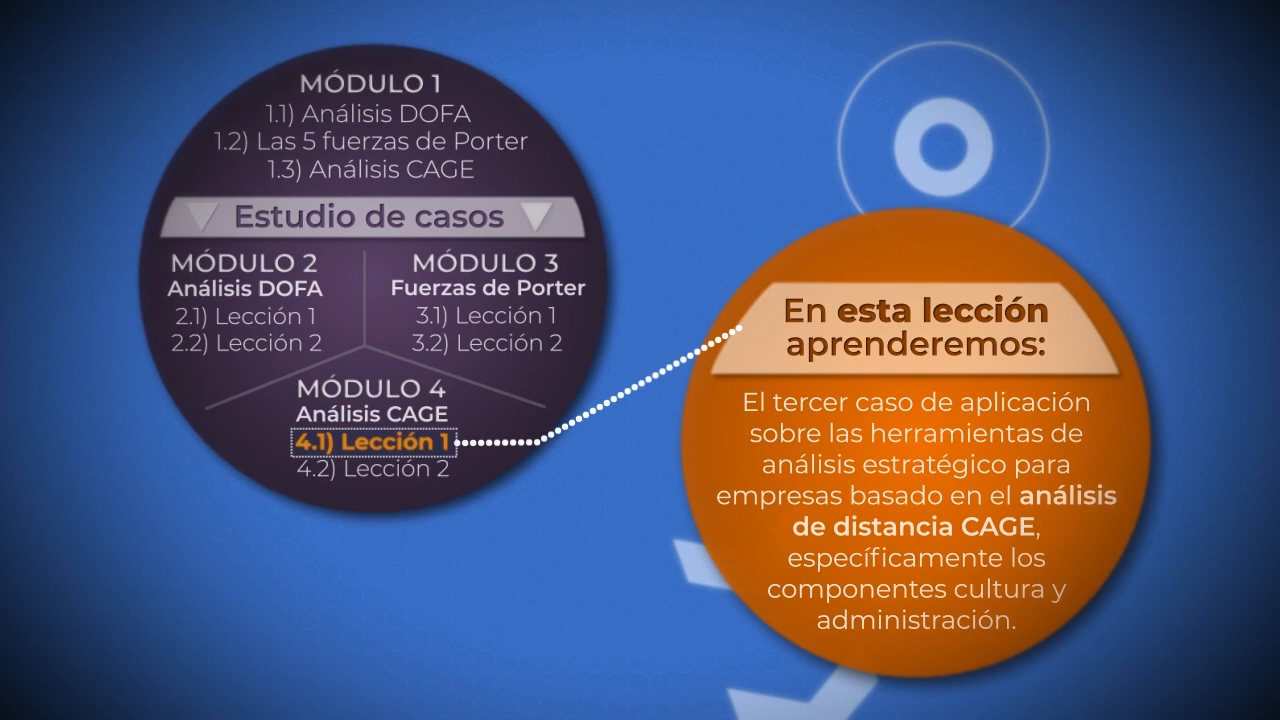 MÓDULO 1
1.1) Análisis DOFA
1.2) Las 5 fuerzas de Porter
1.3) Análisis CAGE
Estudio de casos
MÓDULO 2
Análisis DOFA
2.1) Lección 1
2.2) Lección 2
MÓDULO 3
Fuerzas de Porter
3.1) Lección 1
3.2) Lección 2
MÓDULO 4
Análisis CAGE
4.1) Lección 1
4.2) Lección 2
En esta lección
aprenderemos:
El tercer caso de aplicación
sobre las herramientas de
análisis estratégico para
empresas basado en el análisis
de distancia CAGE,
específicamente los
componentes cultura y
administración.